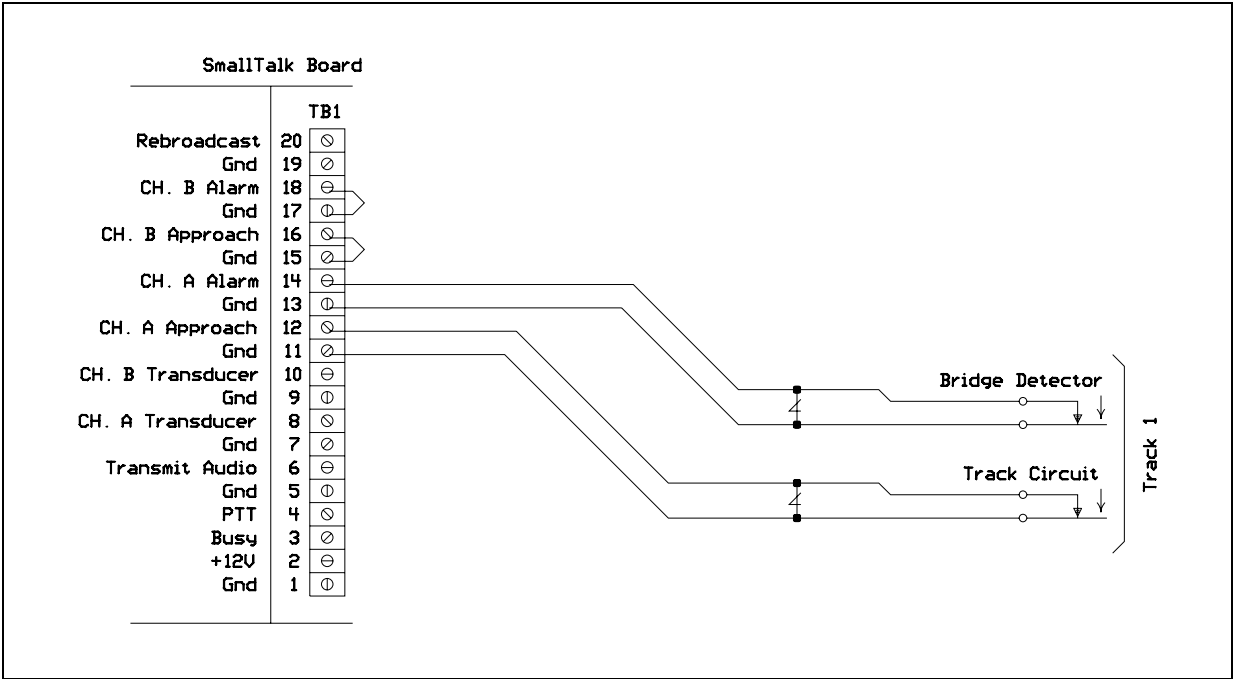 SmallTalk Board
TB1
Rebroadcast 20
Gnd 19
CH. B Alarm 18
Gnd 17
CH. B Approach 16
Gnd 15
CH. A Alarm 14
Gnd 13
CH. A Approach 12
Gnd 11
CH. B Transducer 10
Gnd 9
CH. A Transducer 8
Gnd 7
Transmit Audio 6
Gnd 5
PTT 4
Busy 3
+12V 2
Gnd 1
Bridge Detector
Track Circuit
Track 1